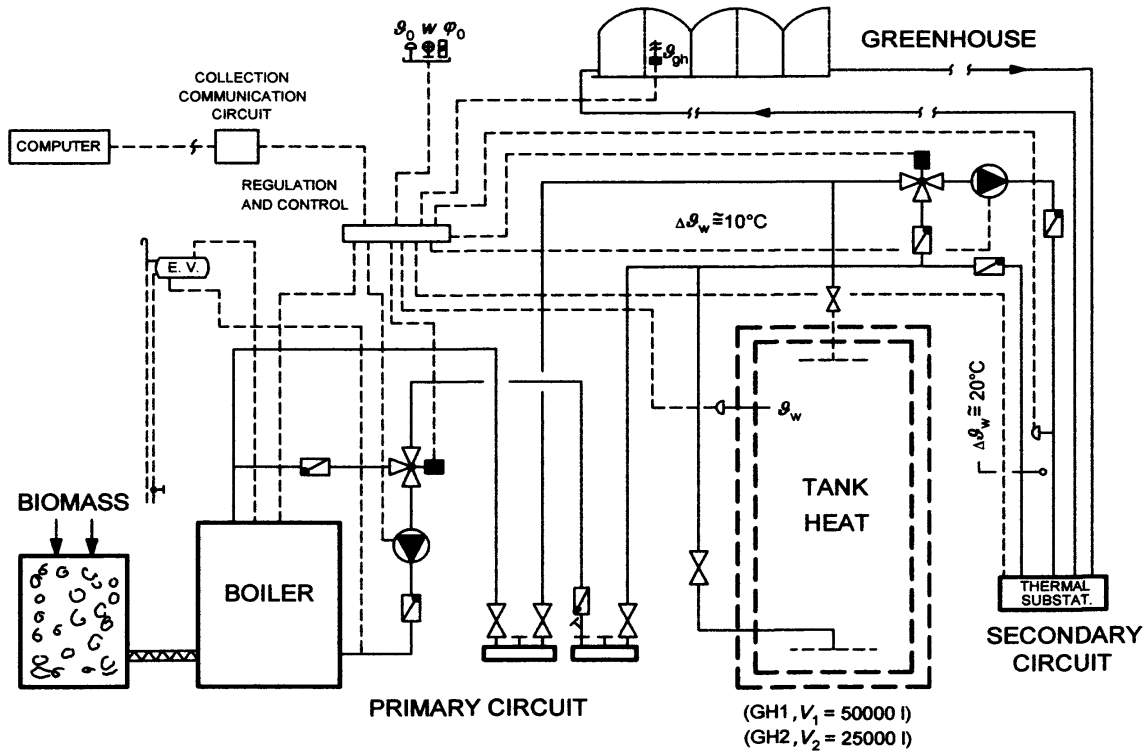 ϑ₀ w φ₀
GREENHOUSE
ϑgh
COLLECTION
COMMUNICATION
CIRCUIT
COMPUTER
REGULATION
AND CONTROL
Δϑw≅10°C
E. V.
Δϑw≅20°C
ϑw
BIOMASS
TANK
HEAT
BOILER
THERMAL
SUBSTAT.
SECONDARY
CIRCUIT
PRIMARY CIRCUIT
(GH1, V₁ = 50000 l)
(GH2, V₂ = 25000 l)